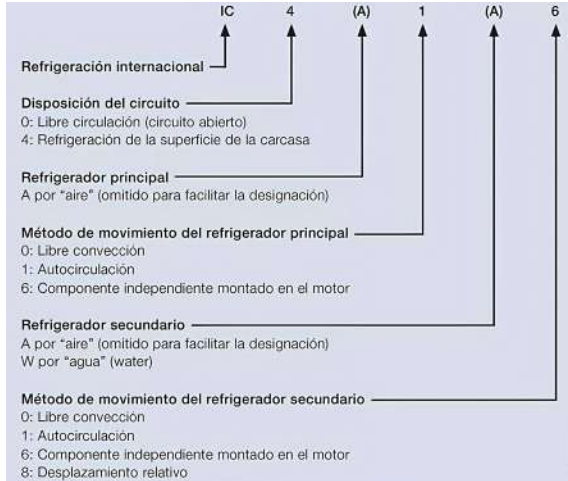 IC 4 (A) 1 (A) 6
Refrigeración internacional
Disposición del circuito
0: Libre circulación (circuito abierto)
4: Refrigeración de la superficie de la carcasa
Refrigerador principal
A por "aire" (omitido para facilitar la designación)
Método de movimiento del refrigerador principal
0: Libre convección
1: Autocirculación
6: Componente independiente montado en el motor
Refrigerador secundario
A por "aire" (omitido para facilitar la designación)
W por "agua" (water)
Método de movimiento del refrigerador secundario
0: Libre convección
1: Autocirculación
6: Componente independiente montado en el motor
8: Desplazamiento relativo